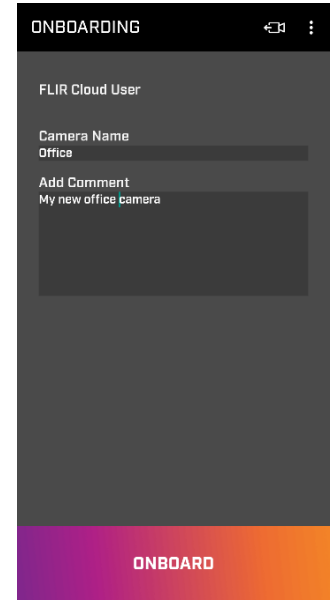 ONBOARDING
FLIR Cloud User
Camera Name
Office
Add Comment
My new office camera
ONBOARD